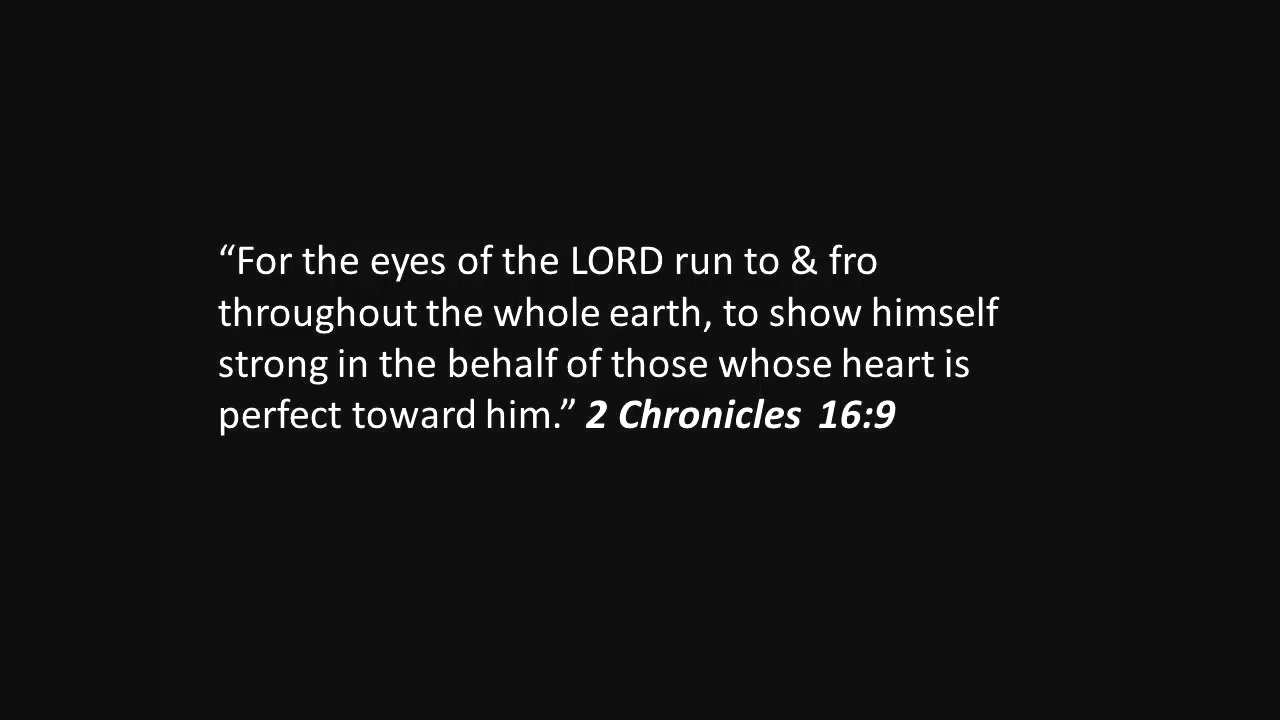 “For the eyes of the LORD run to & fro
throughout the whole earth, to show himself
strong in the behalf of those whose heart is
perfect toward him.” 2 Chronicles  16:9